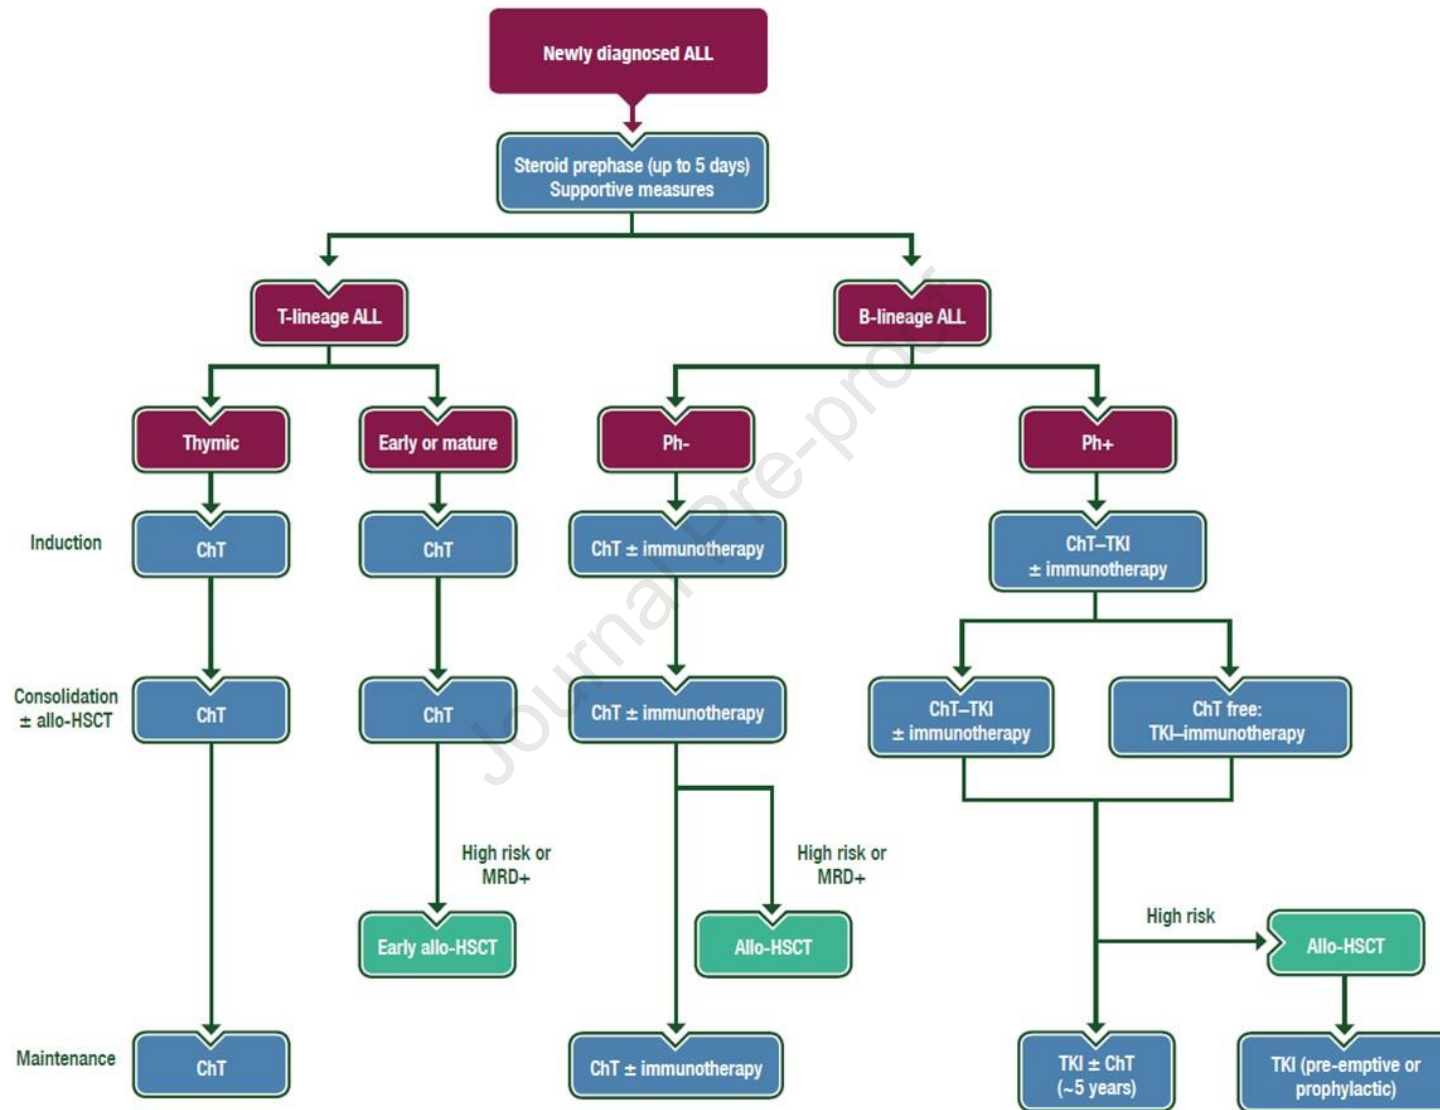 Newly diagnosed ALL
Steroid prephase (up to 5 days)
Supportive measures
T-lineage ALL
B-lineage ALL
Thymic
Early or mature
Ph-
Ph+
Induction
ChT
ChT
ChT ± immunotherapy
ChT–TKI
± immunotherapy
Consolidation
± allo-HSCT
ChT
ChT
ChT ± immunotherapy
ChT–TKI
± immunotherapy
ChT free:
TKI–immunotherapy
High risk or
MRD+
High risk or
MRD+
High risk
Early allo-HSCT
Allo-HSCT
Allo-HSCT
Maintenance
ChT
ChT ± immunotherapy
TKI ± ChT
(~5 years)
TKI (pre-emptive or
prophylactic)
Journal Pre-proof